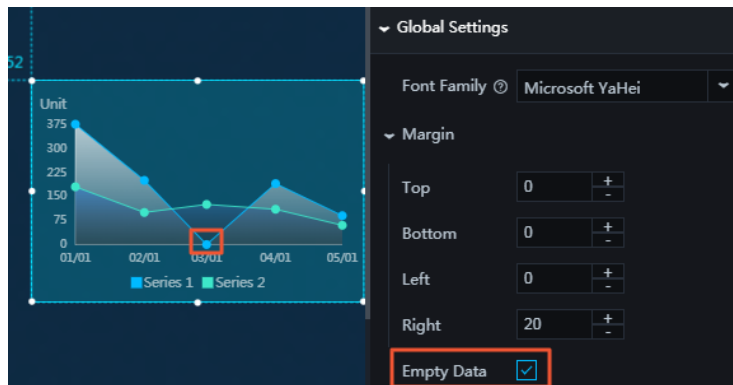 52
Unit
375
300
225
150
75
0
01/01 02/01 03/01 04/01 05/01
Series 1 Series 2
Global Settings
Font Family ? Microsoft YaHei
Margin
Top 0 + -
Bottom 0 + -
Left 0 + -
Right 20 + -
Empty Data